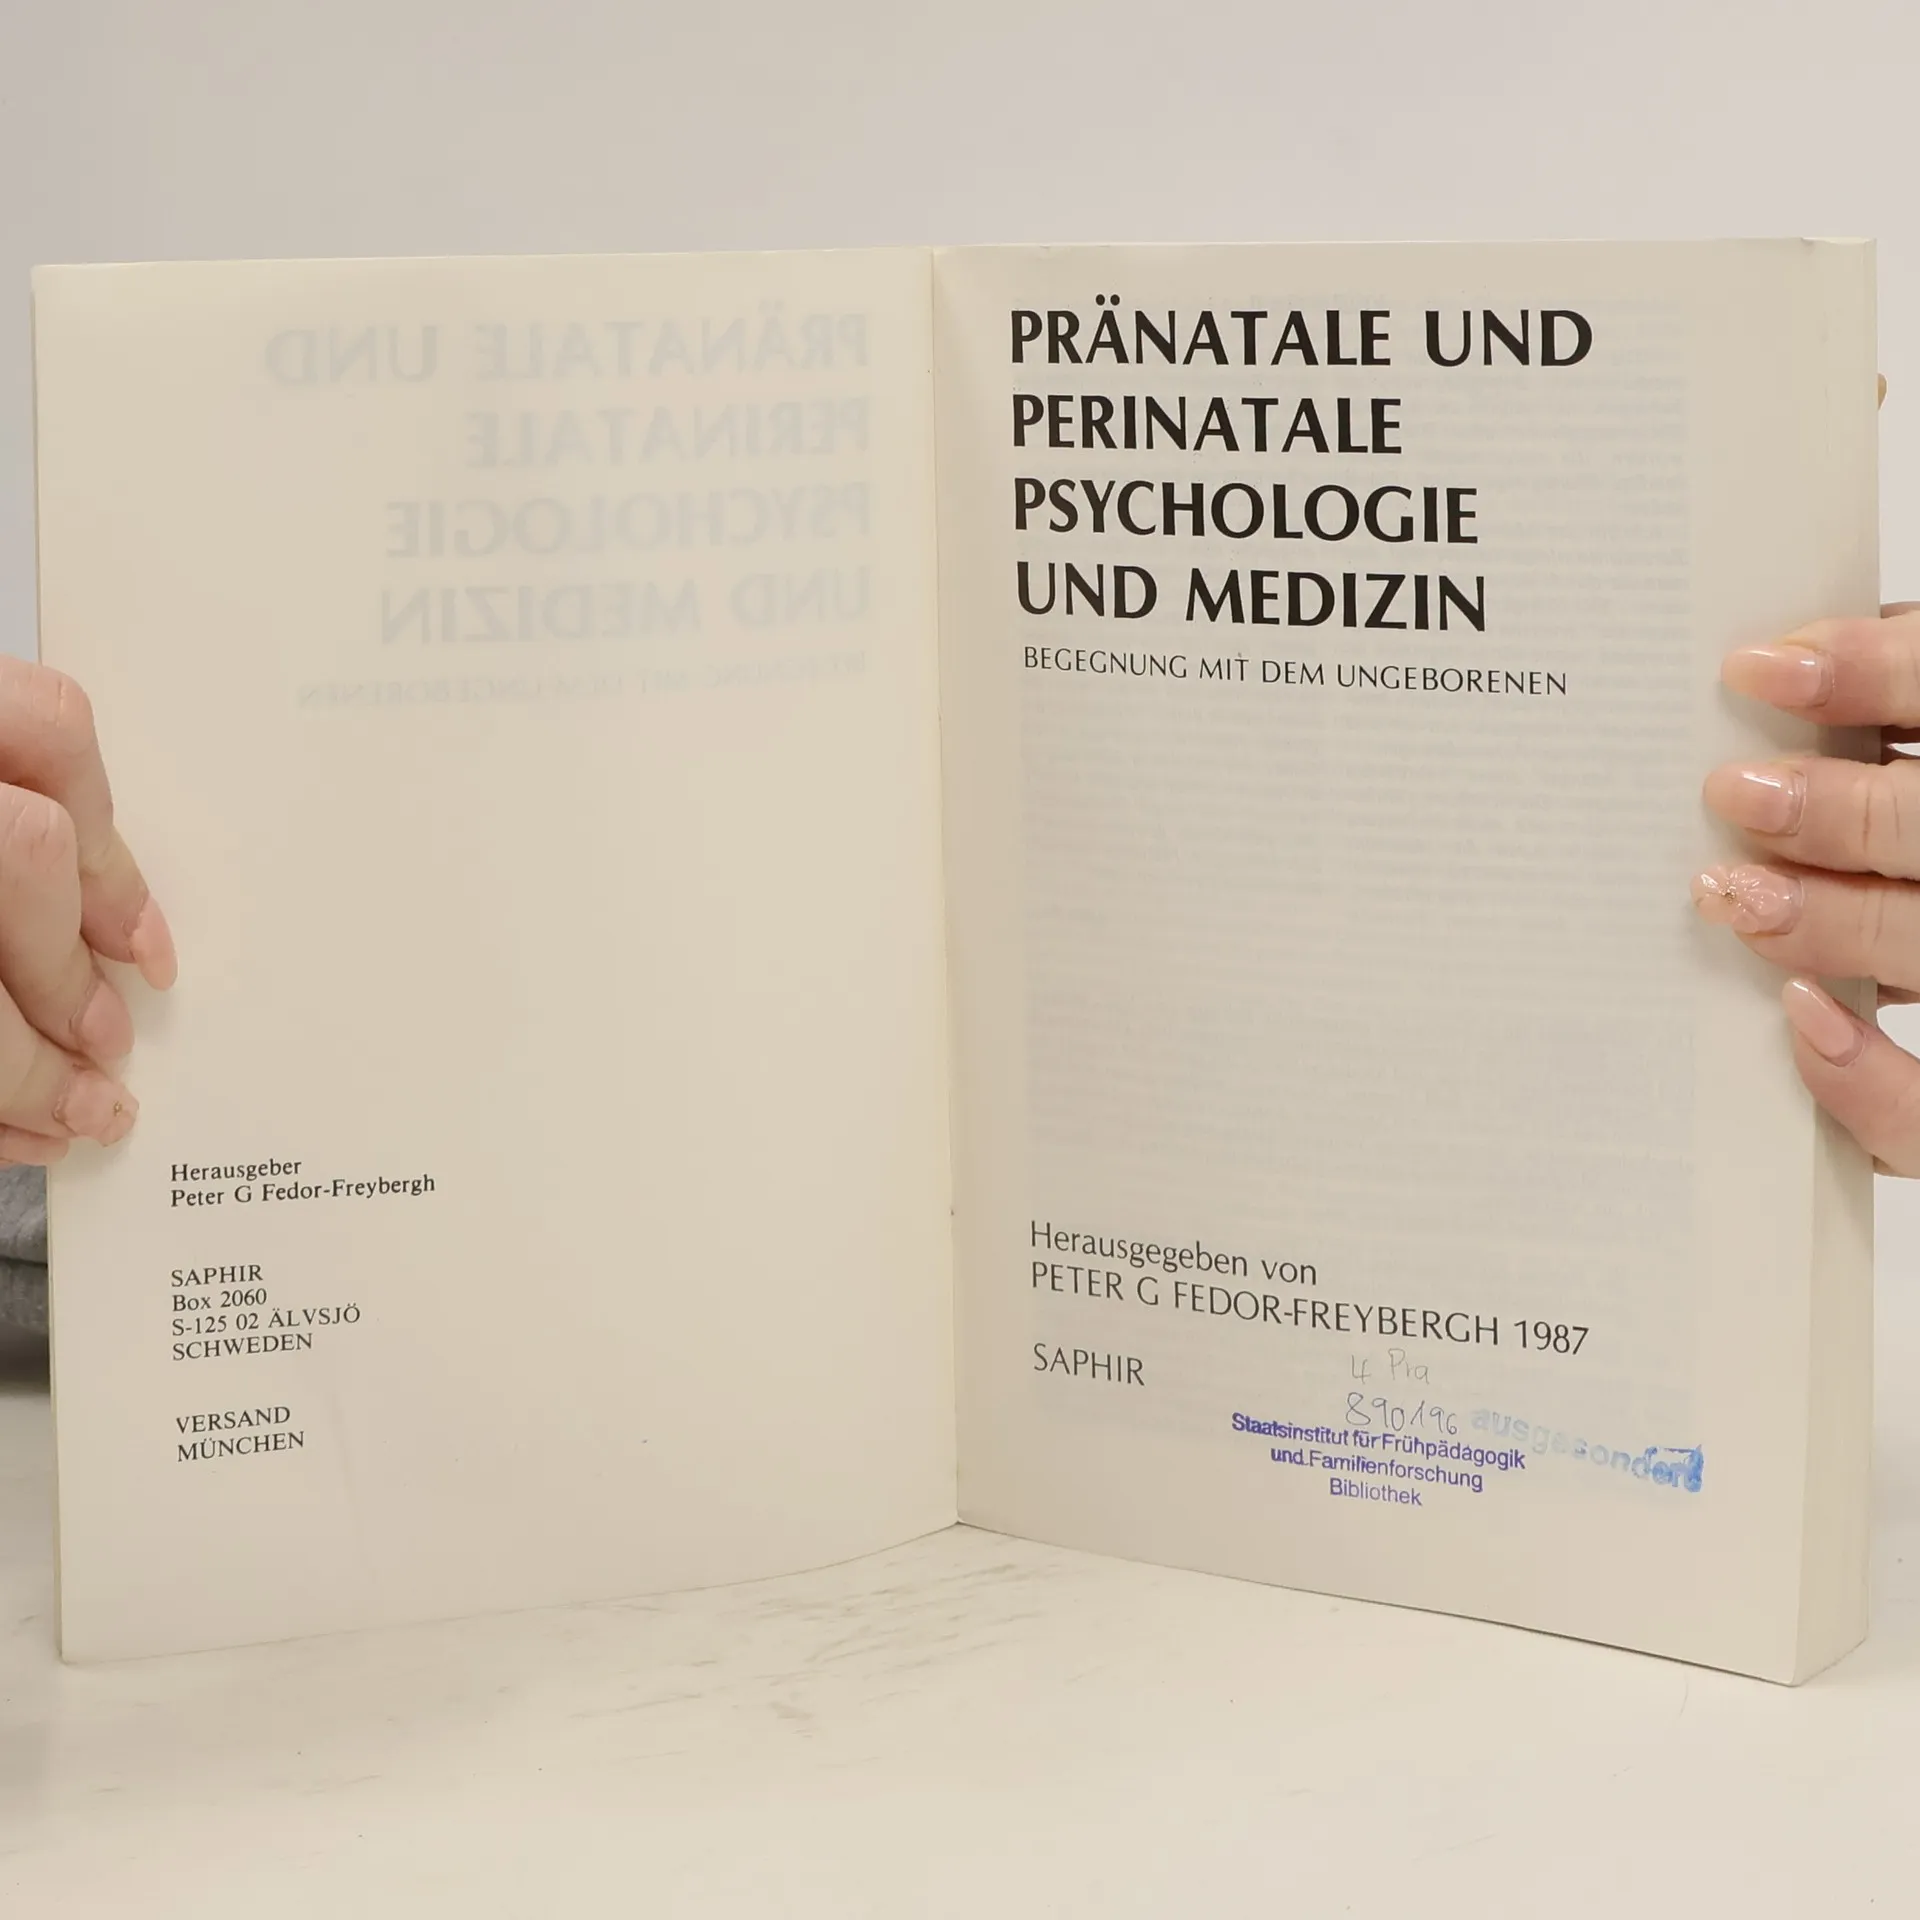 Herausgeber
Peter G Fedor-Freybergh
SAPHIR
Box 2060
S-125 02 ÄLVSJÖ
SCHWEDEN
VERSAND
MÜNCHEN
PRÄNATALE UND
PERINATALE
PSYCHOLOGIE
UND MEDIZIN
BEGEGNUNG MIT DEM UNGEBORENEN
Herausgegeben von
PETER G FEDOR-FREYBERGH 1987
SAPHIR
4 Pra
890196
ausgesondert
Staatsinstitut für Frühpädagogik
und Familienforschung
Bibliothek